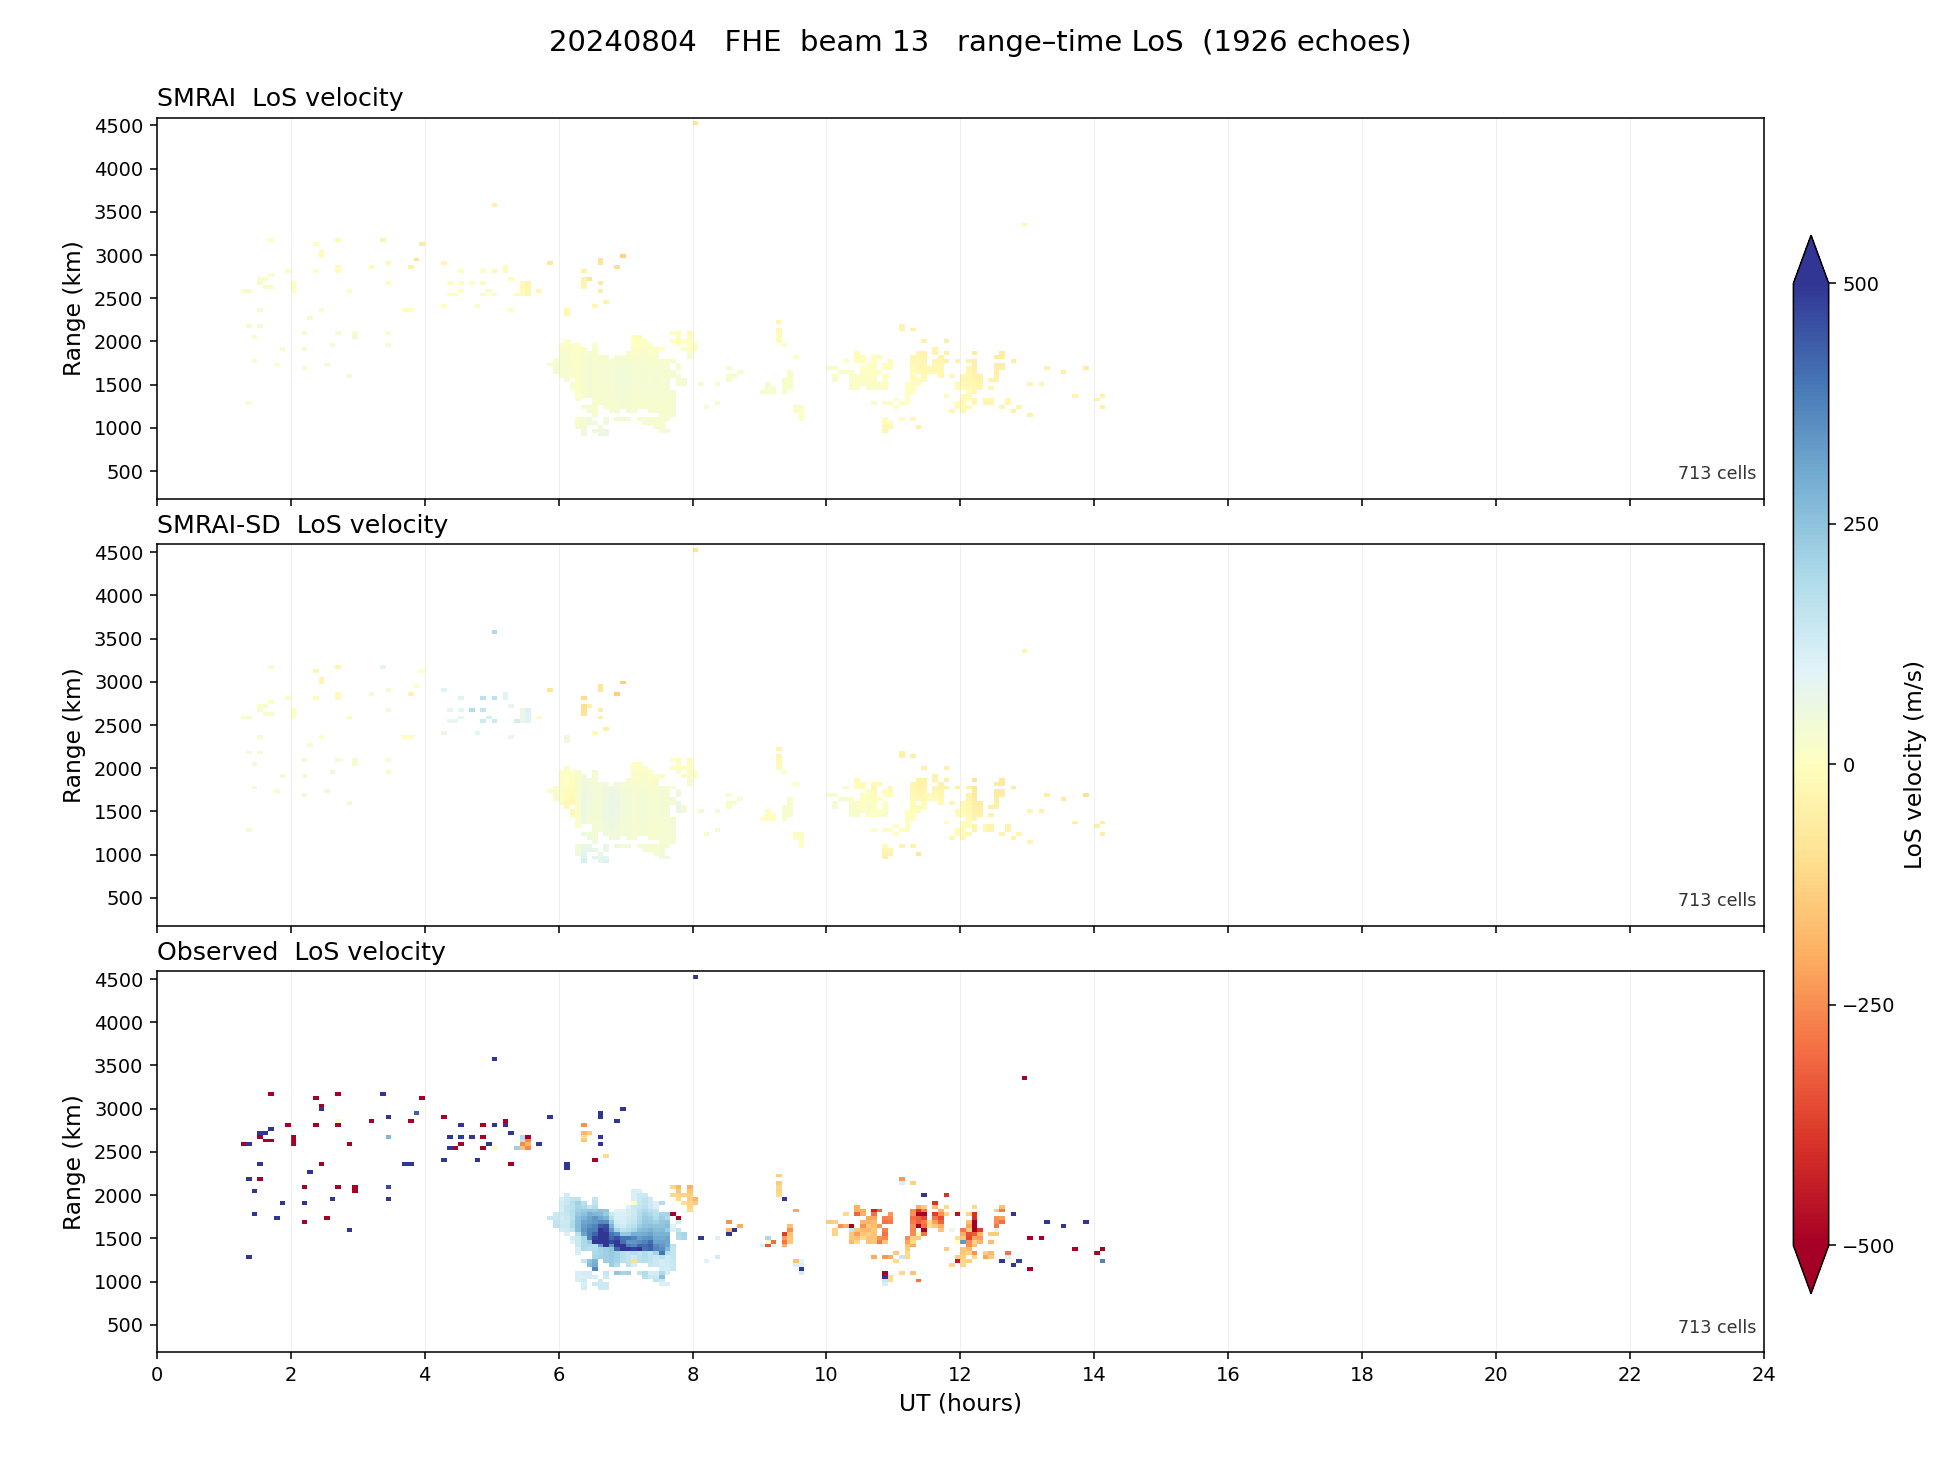 20240804 FHE beam 13 range–time LoS (1926 echoes)
SMRAI LoS velocity
4500
4000
3500
3000
2500
2000
1500
1000
500
Range (km)
713 cells
SMRAI-SD LoS velocity
4500
4000
3500
3000
2500
2000
1500
1000
500
Range (km)
713 cells
Observed LoS velocity
4500
4000
3500
3000
2500
2000
1500
1000
500
Range (km)
713 cells
0 2 4 6 8 10 12 14 16 18 20 22 24
UT (hours)
500
250
0
−250
−500
LoS velocity (m/s)